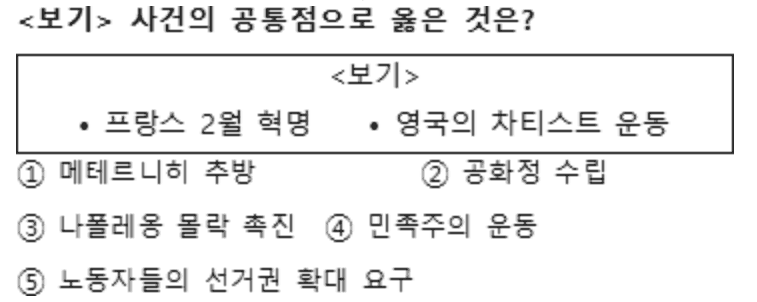 <보기> 사건의 공통점으로 옳은 것은?
<보기>
• 프랑스 2월 혁명 • 영국의 차티스트 운동
① 메테르니히 추방 ② 공화정 수립
③ 나폴레옹 몰락 촉진 ④ 민족주의 운동
⑤ 노동자들의 선거권 확대 요구